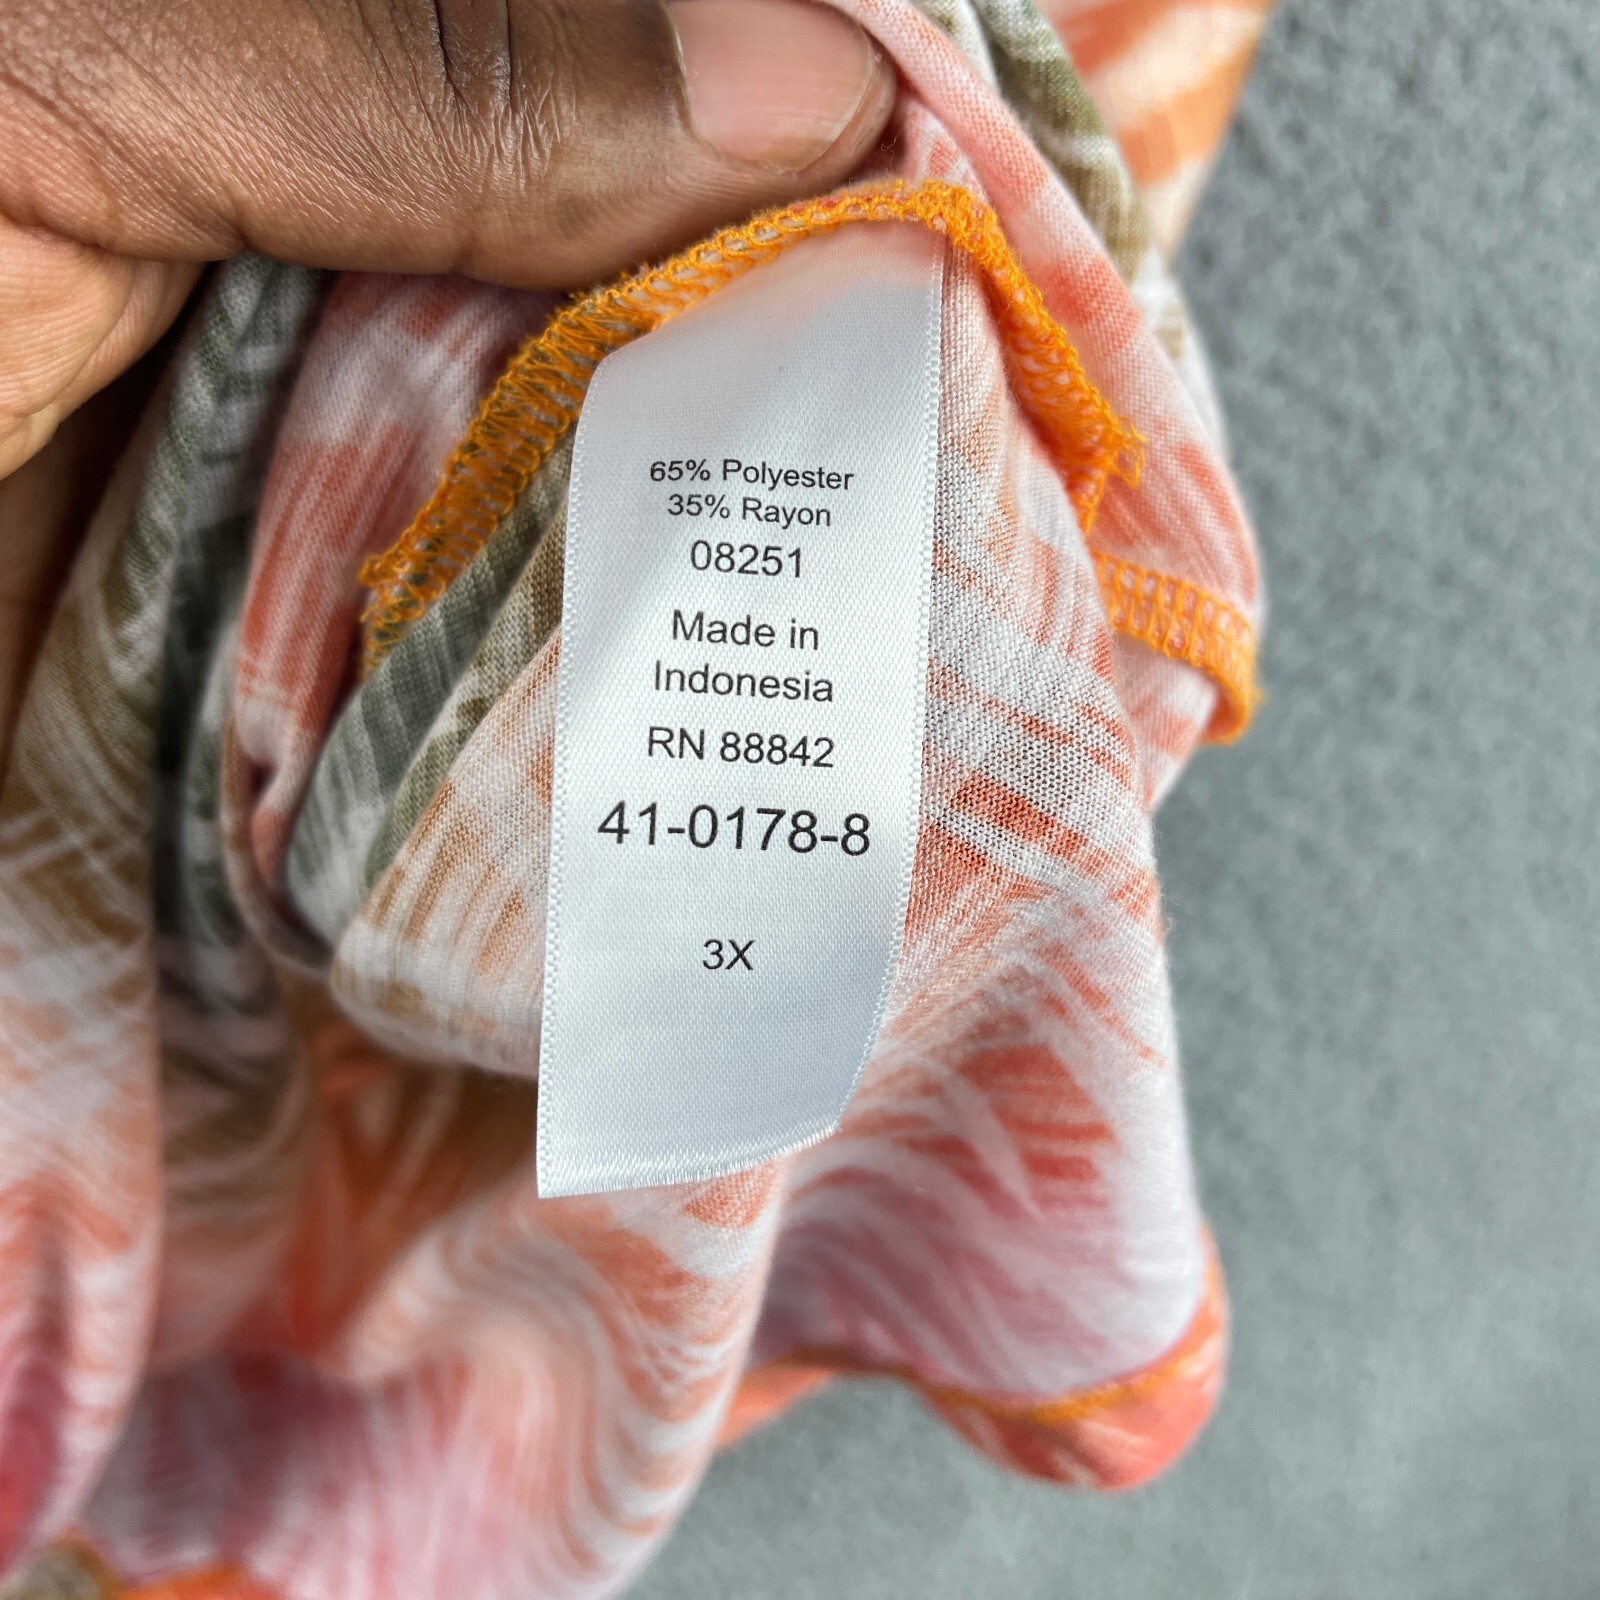 65% Polyester
35% Rayon
08251
Made in
Indonesia
RN 88842
41-0178-8
3X